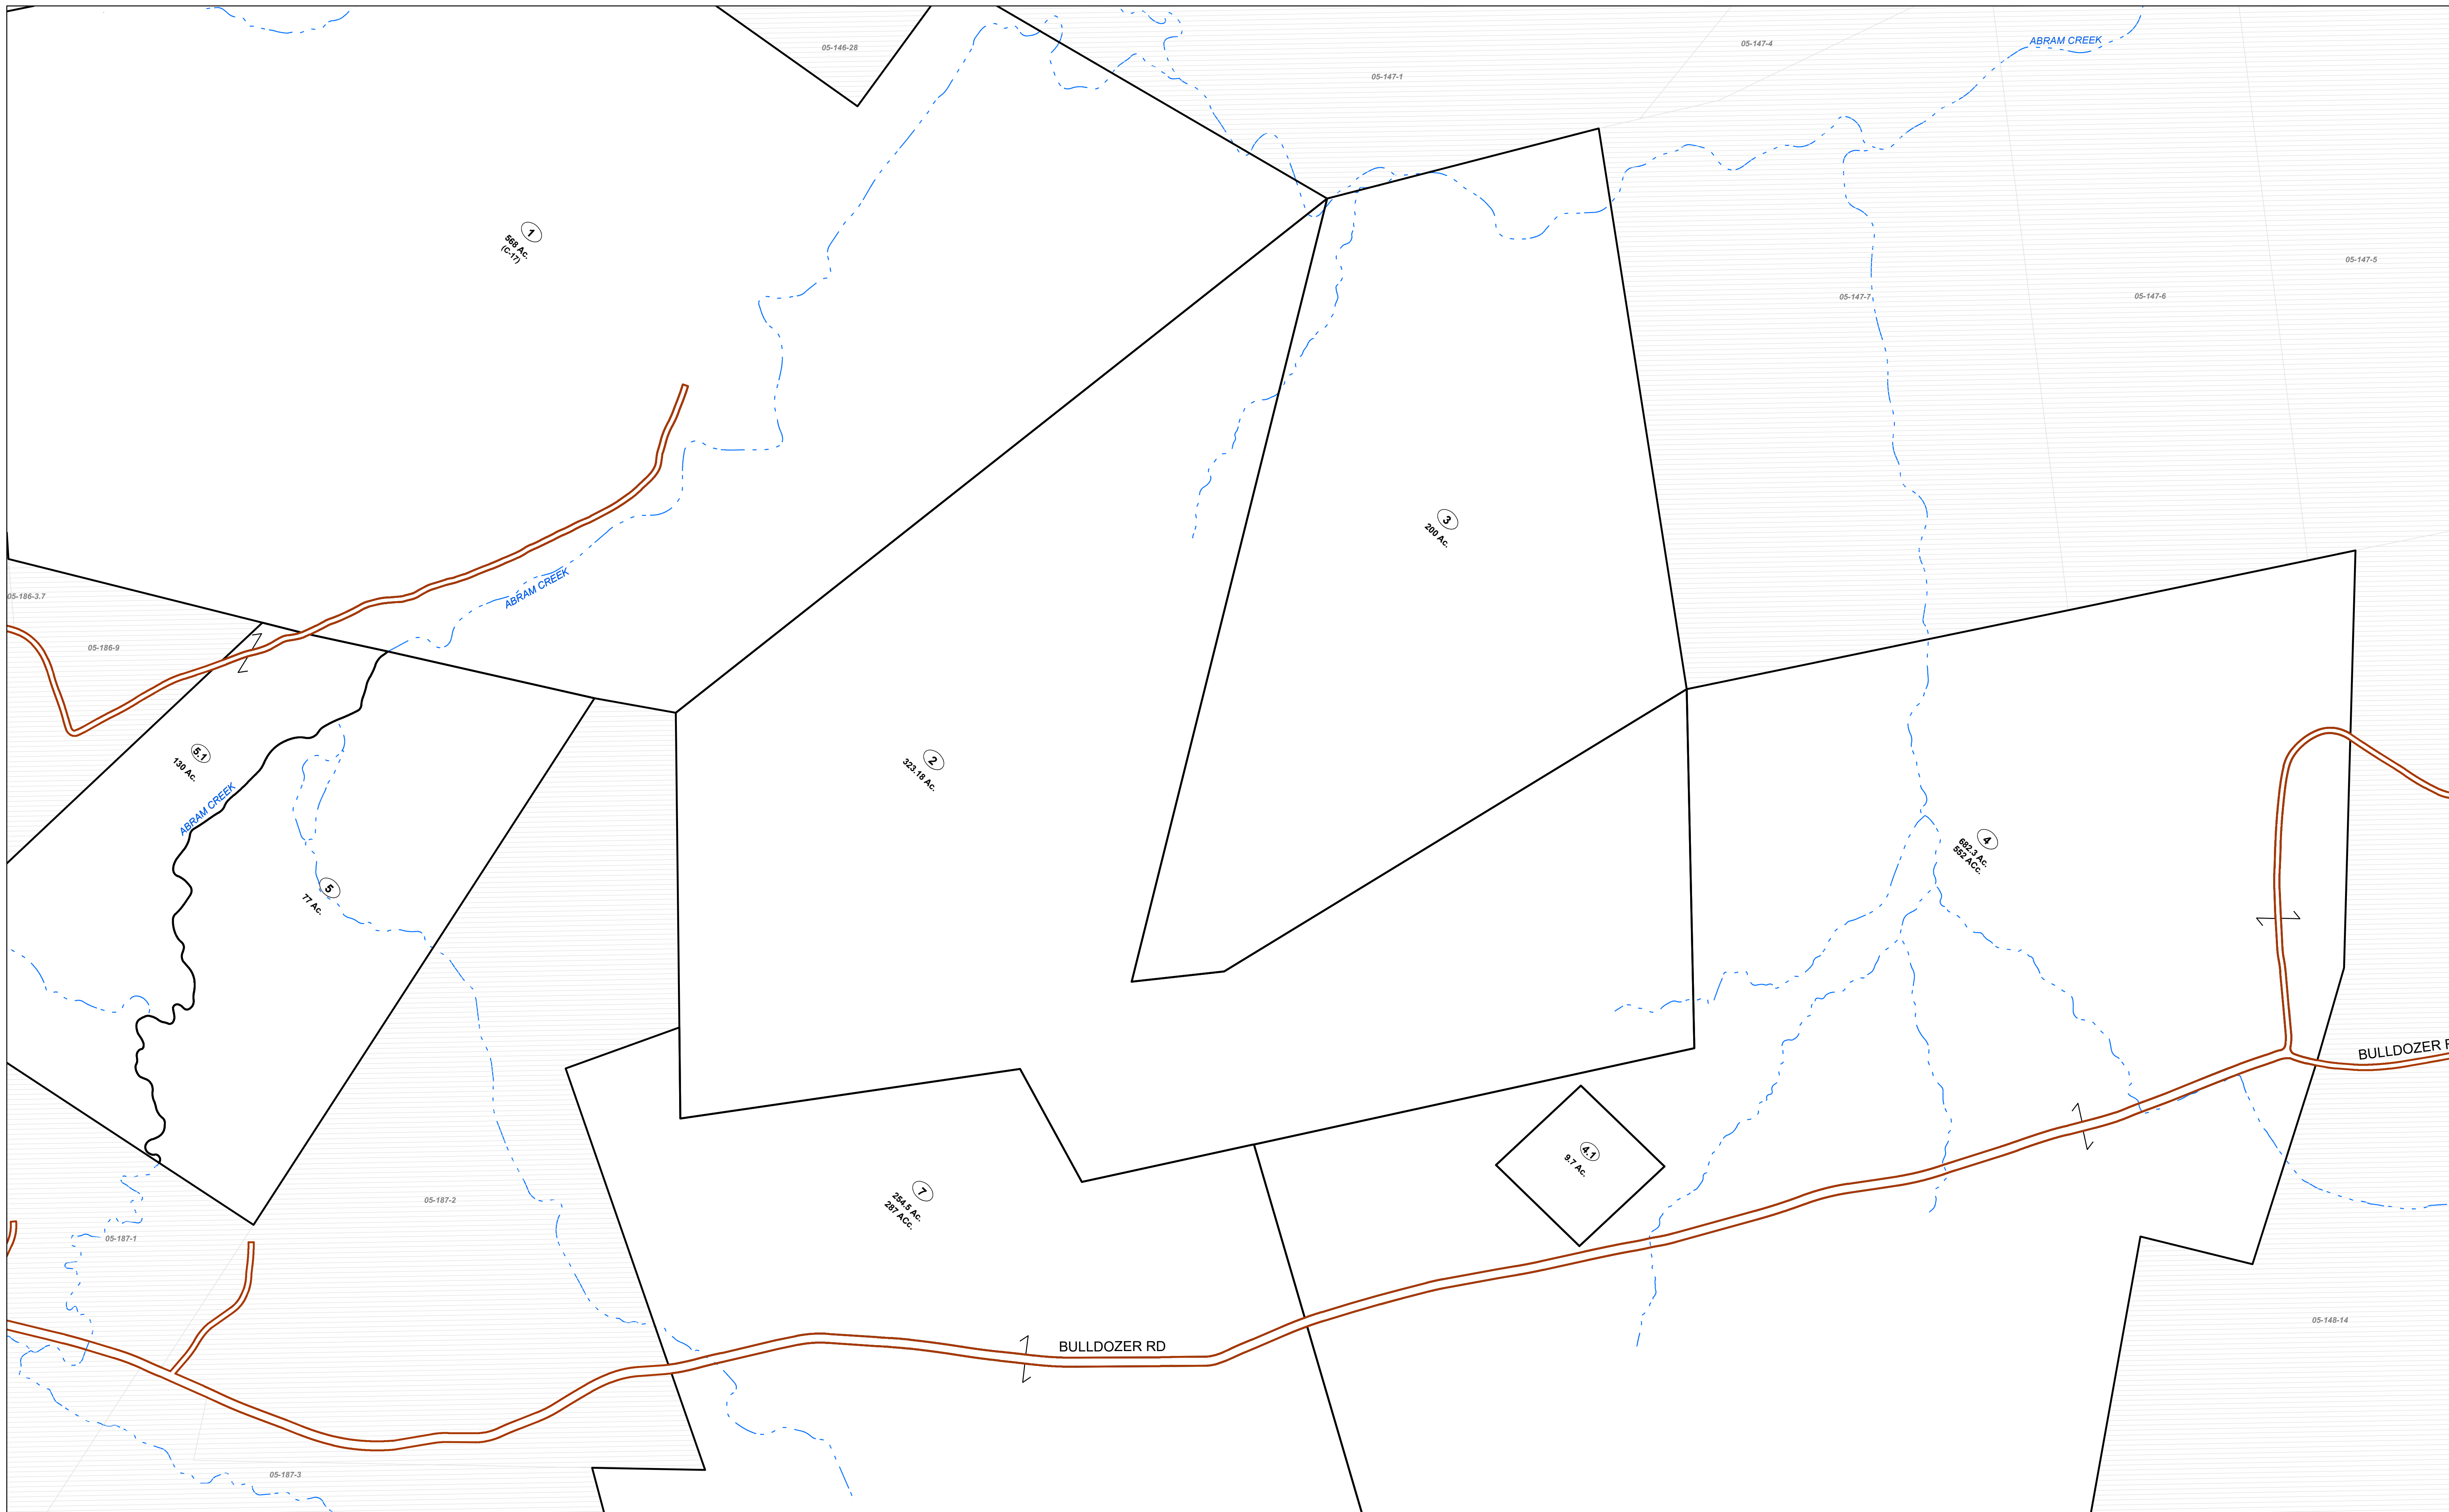 05-146-28
05-147-4
ABRAM CREEK
05-147-1
1
568 Ac.
(C-17)
05-147-5
05-147-7
05-147-6
3
200 Ac.
ABRAM CREEK
05-186-3.7
05-186-9
5.1
130 Ac.
2
323.18 Ac.
ABRAM CREEK
4
682.3 Ac.
552 ACc.
5
77 Ac.
BULLDOZER R
4.1
9.7 Ac.
7
254.5 Ac.
287 ACc.
05-187-2
05-187-1
05-148-14
BULLDOZER RD
05-187-3